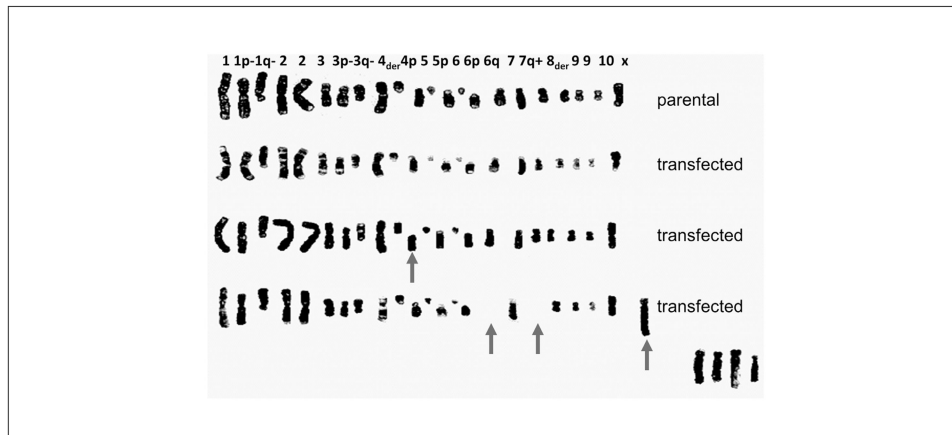 1 1p-1q- 2 2 3 3p-3q- 4der 4p 5 5p 6 6p 6q 7 7q+ 8der 9 9 10 x
parental
transfected
transfected
transfected